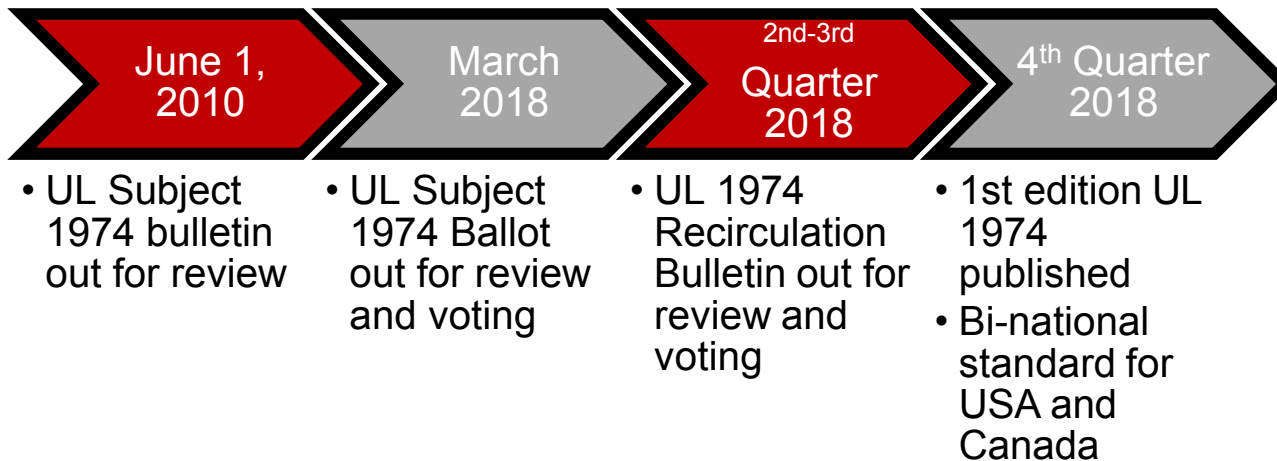 June 1,
2010
• UL Subject
1974 bulletin
out for review
March
2018
• UL Subject
1974 Ballot
out for review
and voting
2nd-3rd
Quarter
2018
• UL 1974
Recirculation
Bulletin out for
review and
voting
4th Quarter
2018
• 1st edition UL
1974
published
• Bi-national
standard for
USA and
Canada